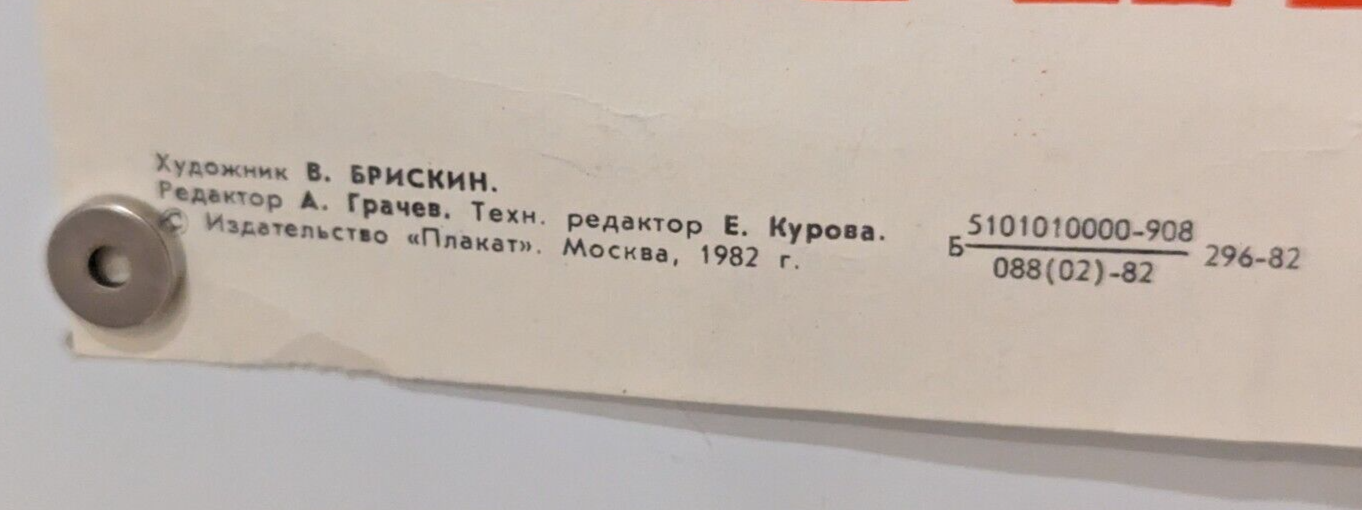 Художник В. БРИСКИН.
Редактор А. Грачев. Техн. редактор Е. Курова.
© Издательство «Плакат». Москва, 1982 г.
Б 5101010000-908 296-82
088(02)-82